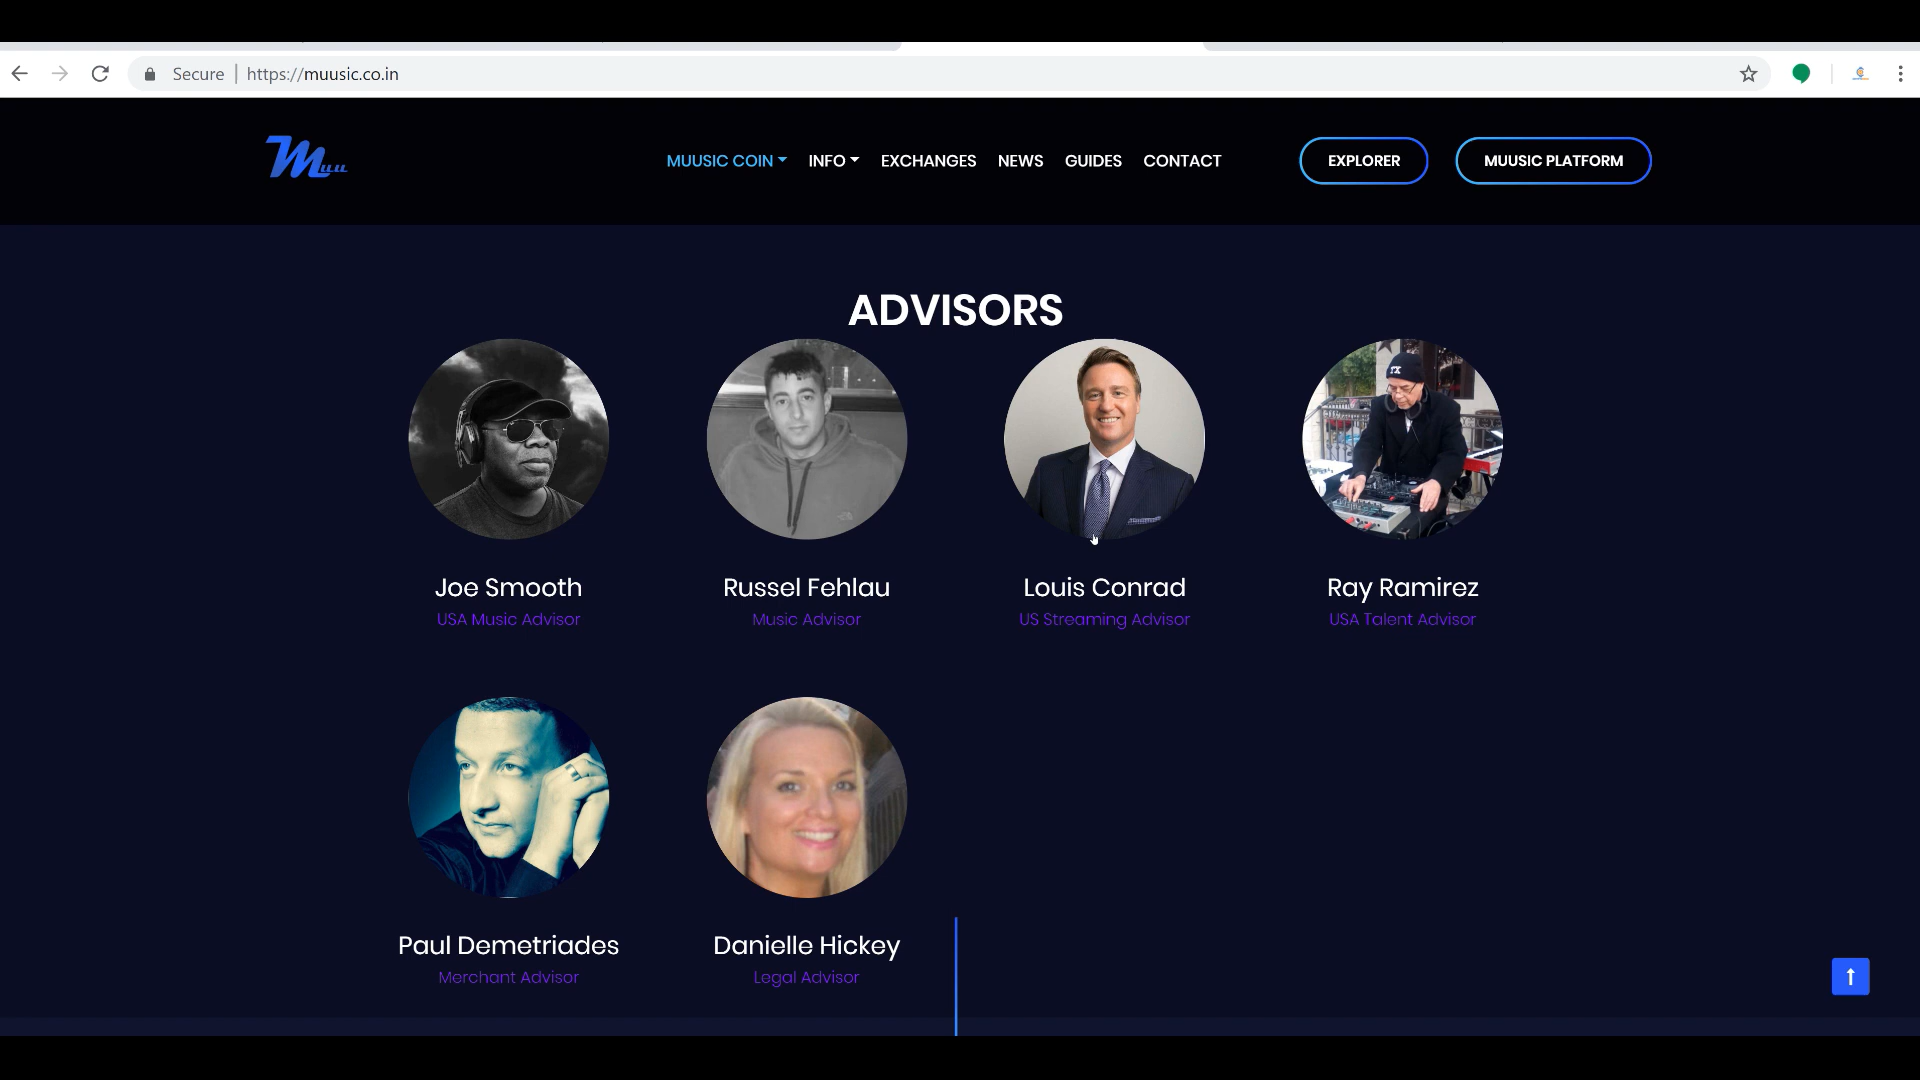 Secure | https://muusic.co.in
Muu
MUUSIC COIN INFO EXCHANGES NEWS GUIDES CONTACT EXPLORER MUUSIC PLATFORM
ADVISORS
Joe Smooth Russel Fehlau Louis Conrad Ray Ramirez
USA Music Advisor Music Advisor US Streaming Advisor USA Talent Advisor
Paul Demetriades Danielle Hickey
Merchant Advisor Legal Advisor